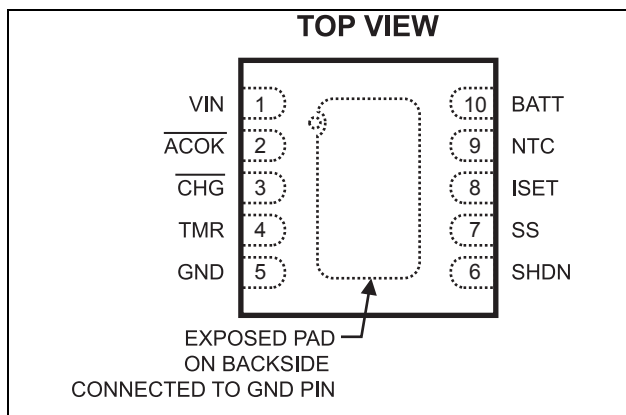 TOP VIEW
VIN 1
ACOK 2
CHG 3
TMR 4
GND 5
10 BATT
9 NTC
8 ISET
7 SS
6 SHDN
EXPOSED PAD
ON BACKSIDE
CONNECTED TO GND PIN